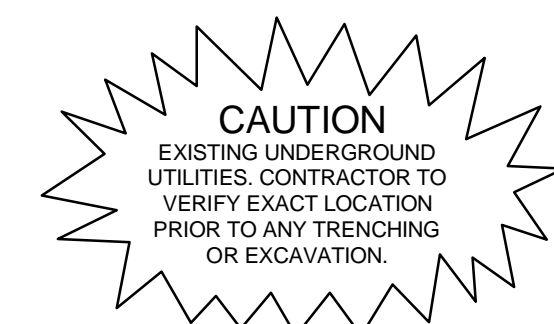 CAUTION
EXISTING UNDERGROUND
UTILITIES. CONTRACTOR TO
VERIFY EXACT LOCATION
PRIOR TO ANY TRENCHING
OR EXCAVATION.